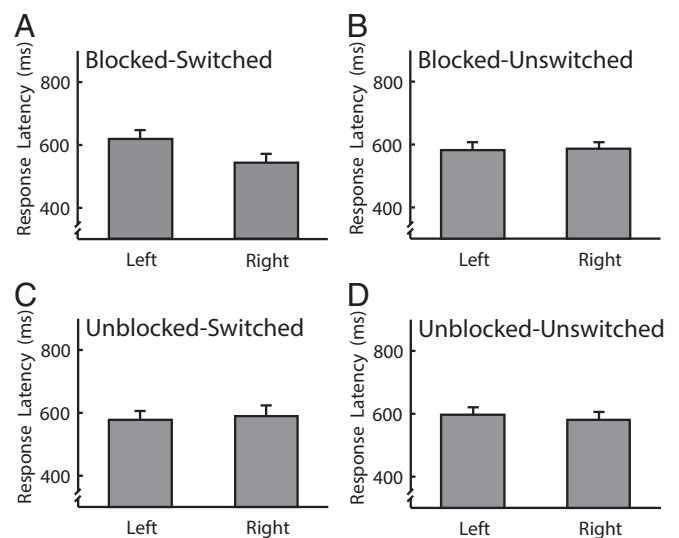 A
Blocked-Switched
Response Latency (ms)
800
600
400
Left Right
B
Blocked-Unswitched
Response Latency (ms)
800
600
400
Left Right
C
Unblocked-Switched
Response Latency (ms)
800
600
400
Left Right
D
Unblocked-Unswitched
Response Latency (ms)
800
600
400
Left Right